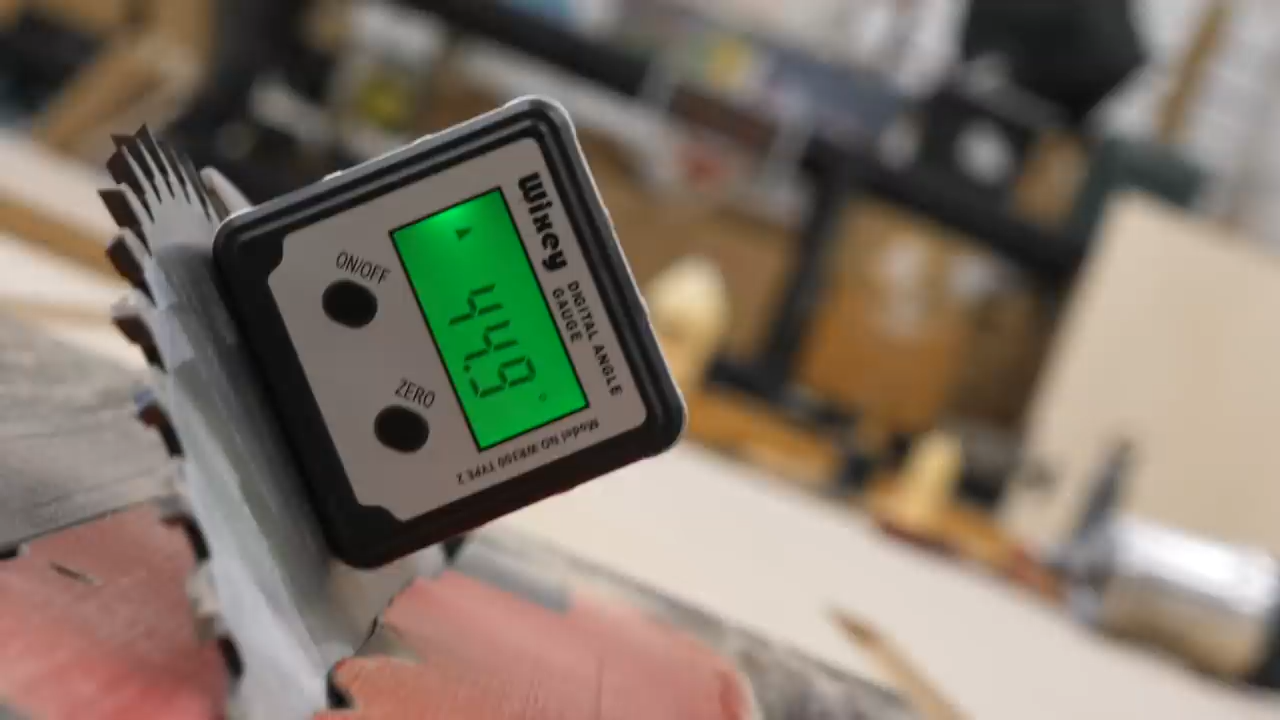 wixey
DIGITAL ANGLE
GAUGE
44.9°
ON/OFF
ZERO
Model NO WR300 TYPE 2